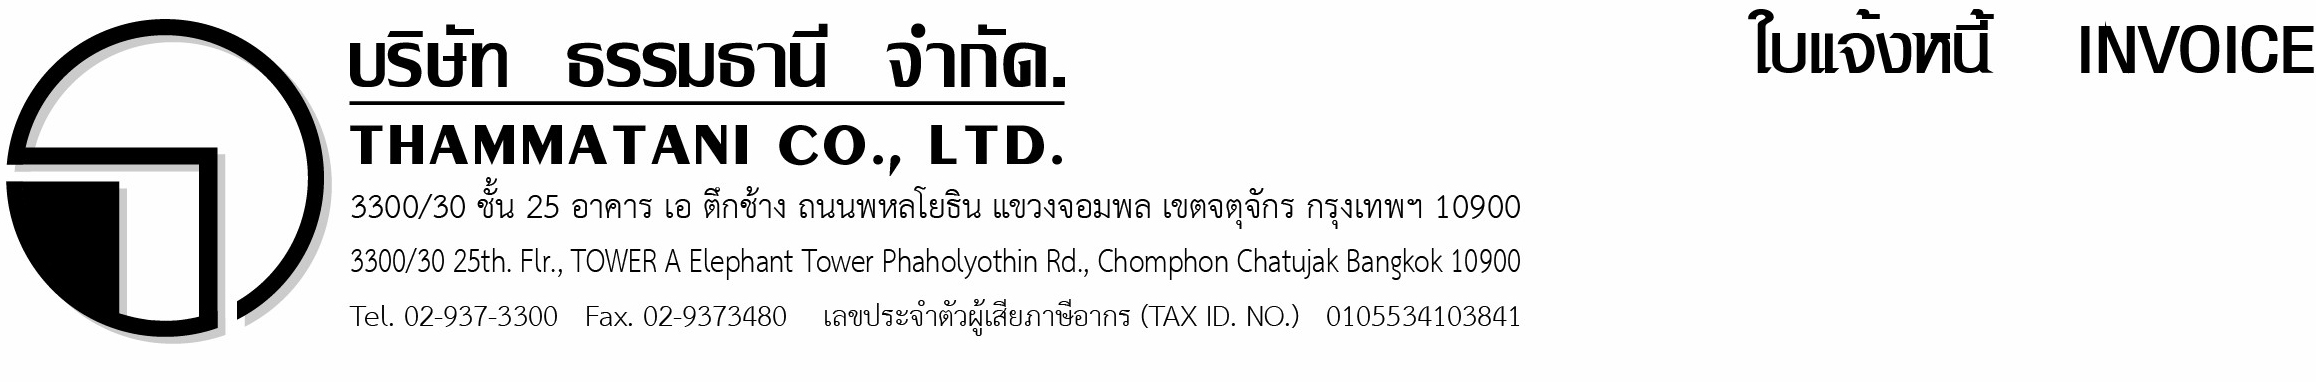 บริษัท ธรรมธานี จำกัด.
ใบแจ้งหนี้ INVOICE
THAMMATANI CO., LTD.
3300/30 ชั้น 25 อาคาร เอ ตึกช้าง ถนนพหลโยธิน แขวงจอมพล เขตจตุจักร กรุงเทพฯ 10900
3300/30 25th. Flr., TOWER A Elephant Tower Phaholyothin Rd., Chomphon Chatujak Bangkok 10900
Tel. 02-937-3300 Fax. 02-9373480 เลขประจำตัวผู้เสียภาษีอากร (TAX ID. NO.) 0105534103841